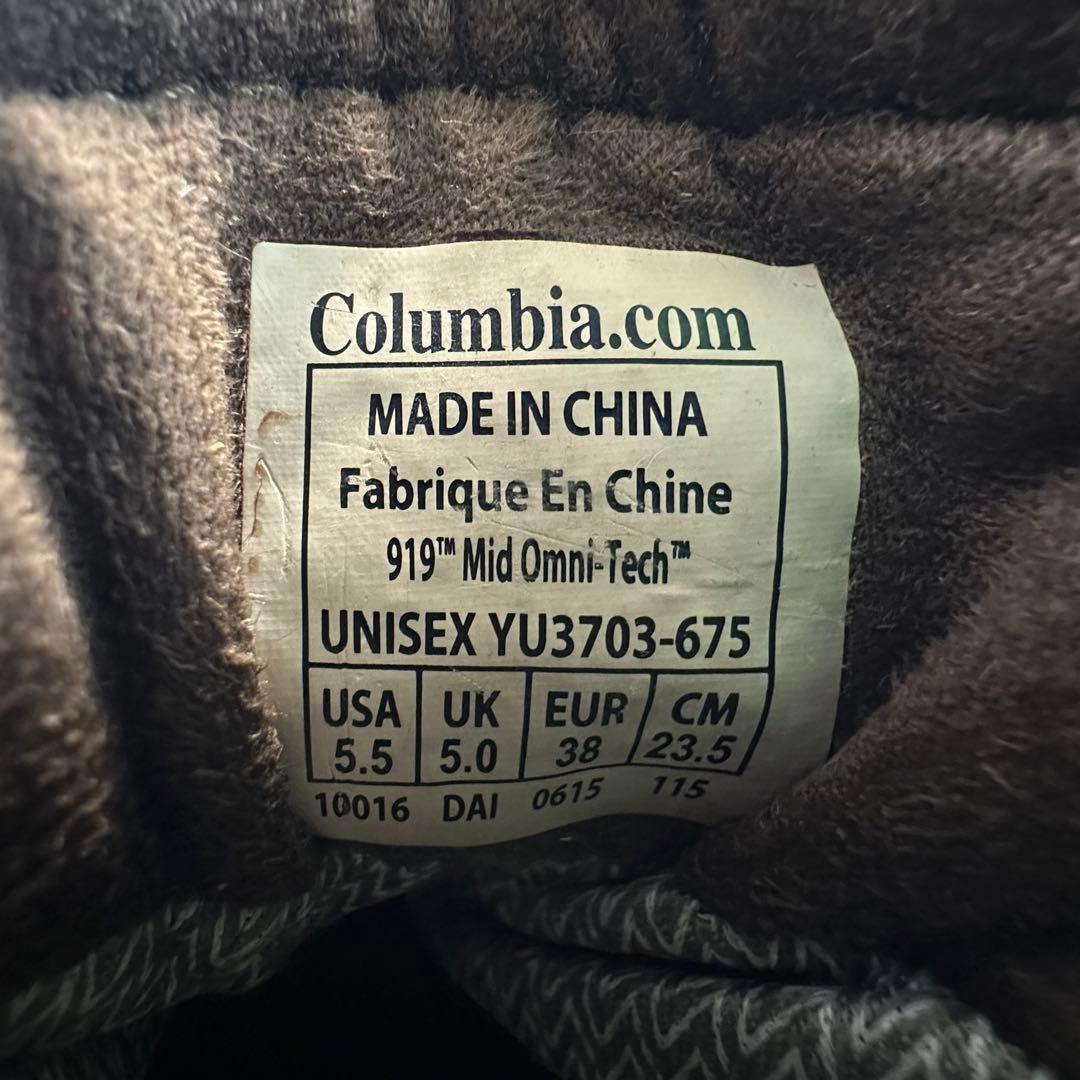 Columbia.com
MADE IN CHINA
Fabrique En Chine
919™ Mid Omni-Tech™
UNISEX YU3703-675
USA UK EUR CM
5.5 5.0 38 23.5
10016 DAI 0615 115